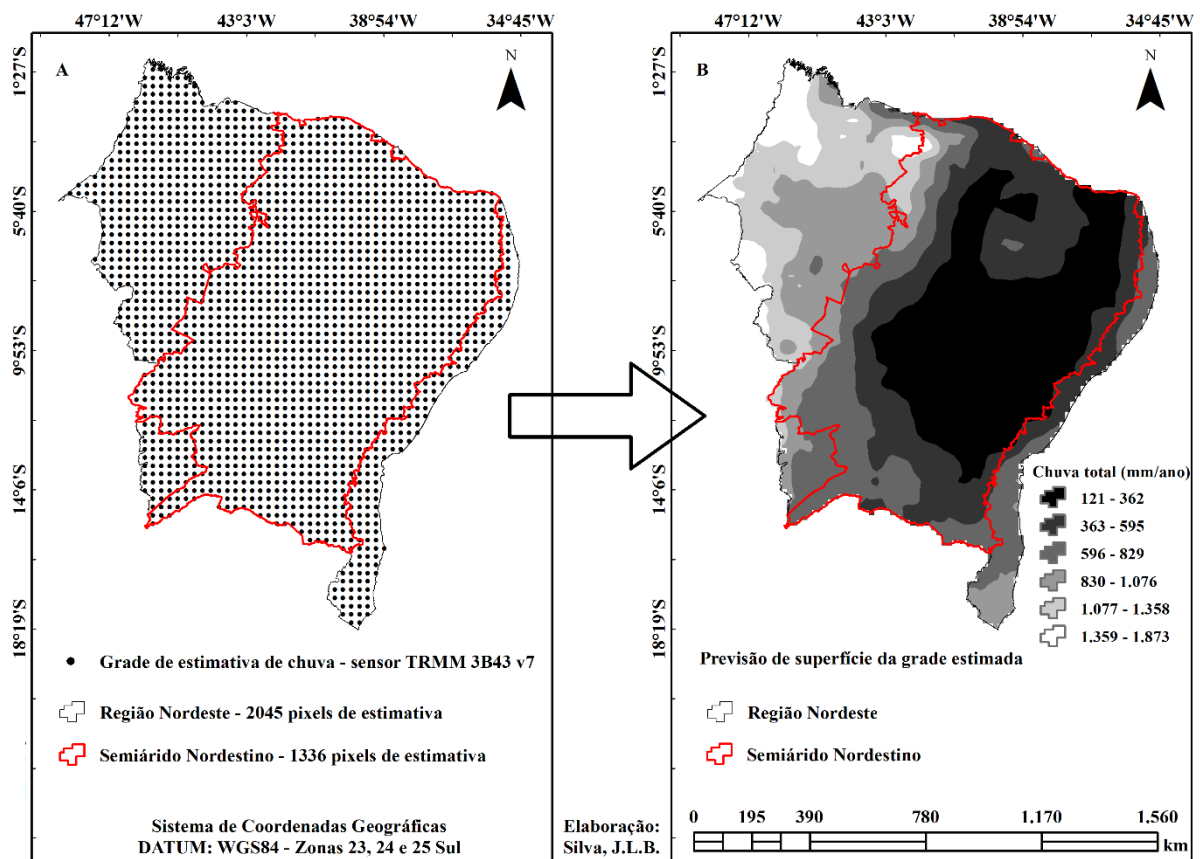 47°12'W 43°3'W 38°54'W 34°45'W
1°27'S
5°40'S
9°53'S
14°6'S
18°19'S
A
N
Grade de estimativa de chuva - sensor TRMM 3B43 v7
Região Nordeste - 2045 pixels de estimativa
Semiárido Nordestino - 1336 pixels de estimativa
Sistema de Coordenadas Geográficas
DATUM: WGS84 - Zonas 23, 24 e 25 Sul
Elaboração:
Silva, J.L.B.
47°12'W 43°3'W 38°54'W 34°45'W
1°27'S
5°40'S
9°53'S
14°6'S
18°19'S
B
N
Chuva total (mm/ano)
121 - 362
363 - 595
596 - 829
830 - 1.076
1.077 - 1.358
1.359 - 1.873
Previsão de superfície da grade estimada
Região Nordeste
Semiárido Nordestino
0 195 390 780 1.170 1.560
km